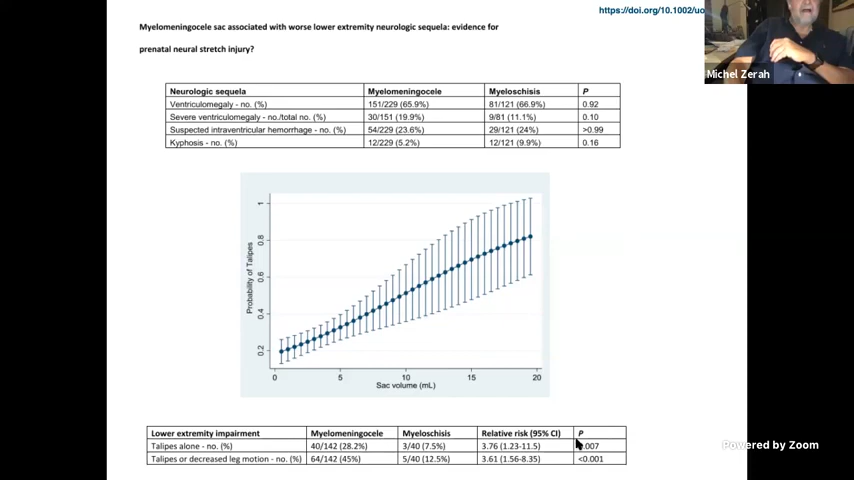 https://doi.org/10.1002/uo
Myelomeningocele sac associated with worse lower extremity neurologic sequela: evidence for
prenatal neural stretch injury?
Michel Zerah
Neurologic sequela Myelomeningocele Myeloschisis P
Ventriculomegaly - no. (%) 151/229 (65.9%) 81/121 (66.9%) 0.92
Severe ventriculomegaly - no./total no. (%) 30/151 (19.9%) 9/81 (11.1%) 0.10
Suspected intraventricular hemorrhage - no. (%) 54/229 (23.6%) 29/121 (24%) >0.99
Kyphosis - no. (%) 12/229 (5.2%) 12/121 (9.9%) 0.16
Probability of Talipes
1
0.8
0.6
0.4
0.2
0 5 10 15 20
Sac volume (mL)
Lower extremity impairment Myelomeningocele Myeloschisis Relative risk (95% CI) P
Talipes alone - no. (%) 40/142 (28.2%) 3/40 (7.5%) 3.76 (1.23-11.5) .007
Talipes or decreased leg motion - no. (%) 64/142 (45%) 5/40 (12.5%) 3.61 (1.56-8.35) <0.001
Powered by Zoom